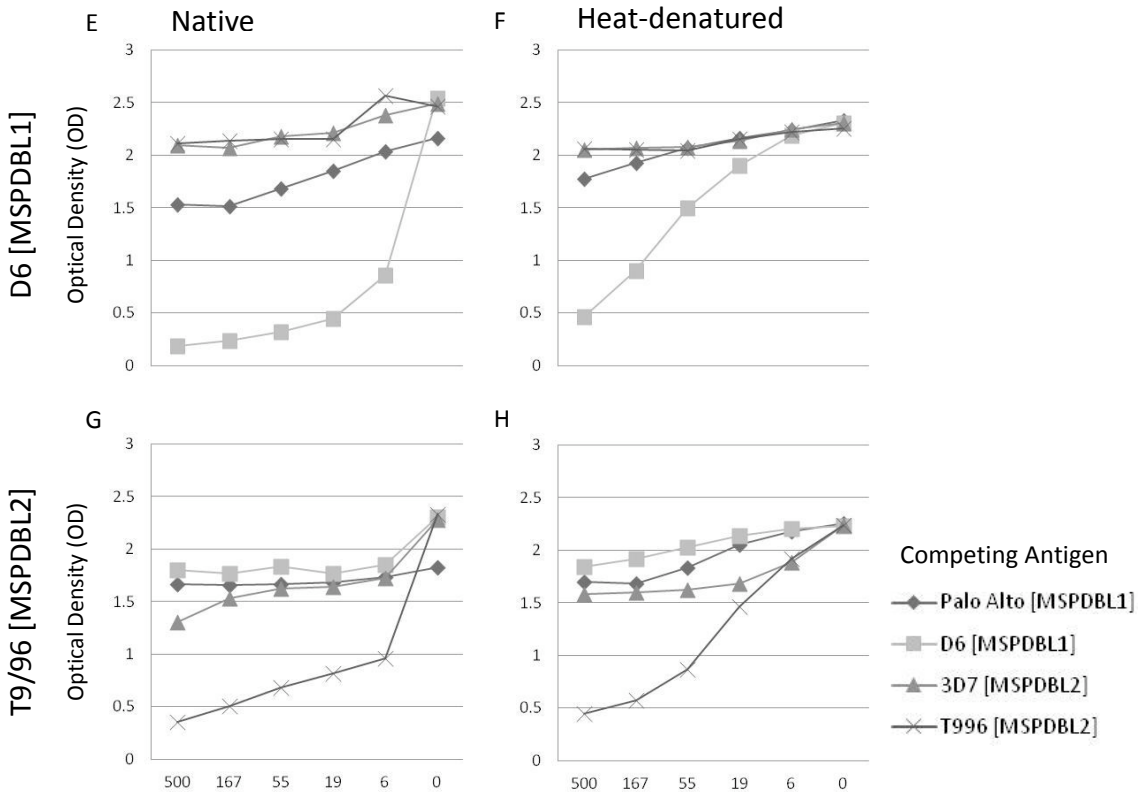 E Native
F Heat-denatured
D6 [MSPDBL1]
Optical Density (OD)
3
2.5
2
1.5
1
0.5
0
3
2.5
2
1.5
1
0.5
0
G
H
T9/96 [MSPDBL2]
Optical Density (OD)
3
2.5
2
1.5
1
0.5
0
500 167 55 19 6 0
3
2.5
2
1.5
1
0.5
0
500 167 55 19 6 0
Competing Antigen
Palo Alto [MSPDBL1]
D6 [MSPDBL1]
3D7 [MSPDBL2]
T996 [MSPDBL2]